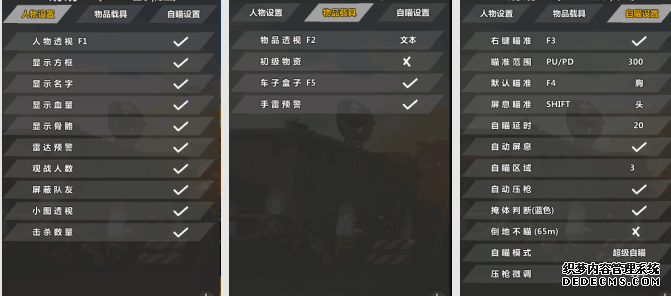 人物设置 物品载具 自瞄设置
人物透视 F1
显示方框
显示名字
显示血量
显示骨骼
雷达预警
观战人数
屏蔽队友
小图透视
击杀数量
人物设置 物品载具 自瞄设置
物品透视 F2 文本
初级物资
车子盒子 F5
手雷预警
人物设置 物品载具 自瞄设置
右键瞄准 F3
瞄准范围 PU/PD 300
默认瞄准 F4 胸
屏息瞄准 SHIFT 头
自瞄延时 20
自动屏息
自瞄区域 3
自动压枪
掩体判断(蓝色)
倒地不瞄(65m)
自瞄模式 超级自瞄
压枪微调
织梦内容管理系统
DEDECMS.COM